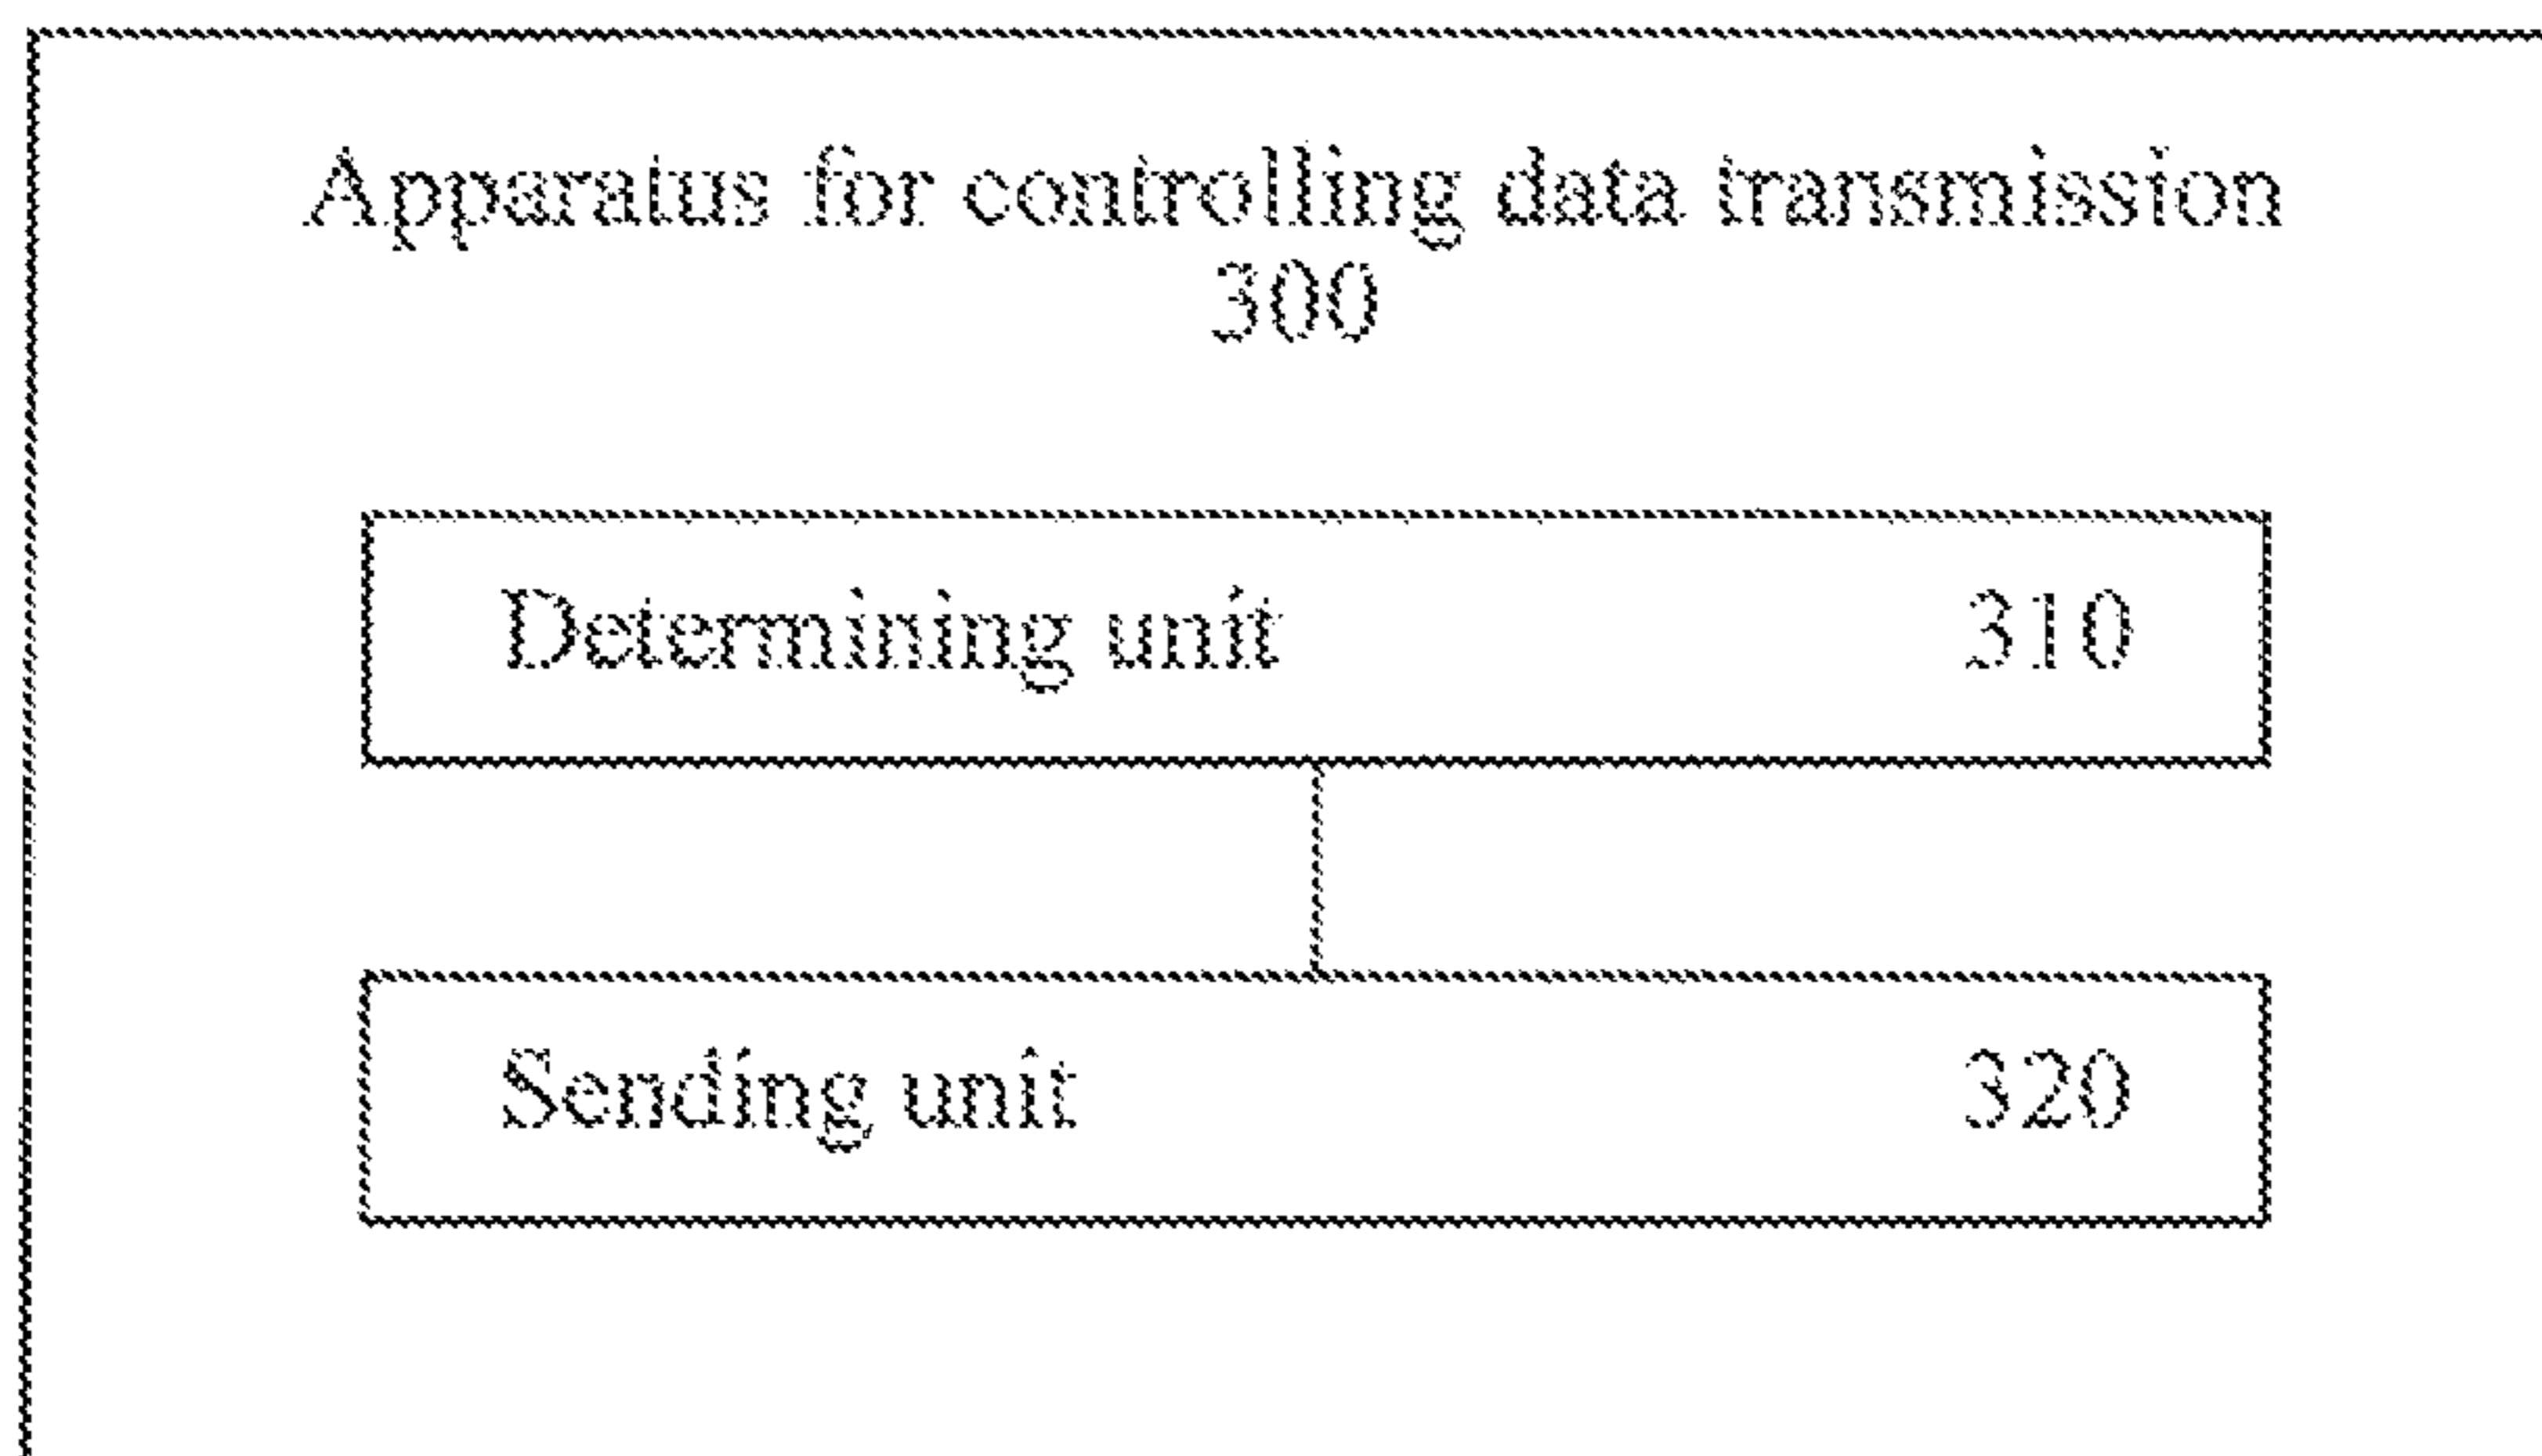 Apparatus for controlling data transmission
300
Determining unit 310
Sending unit 320